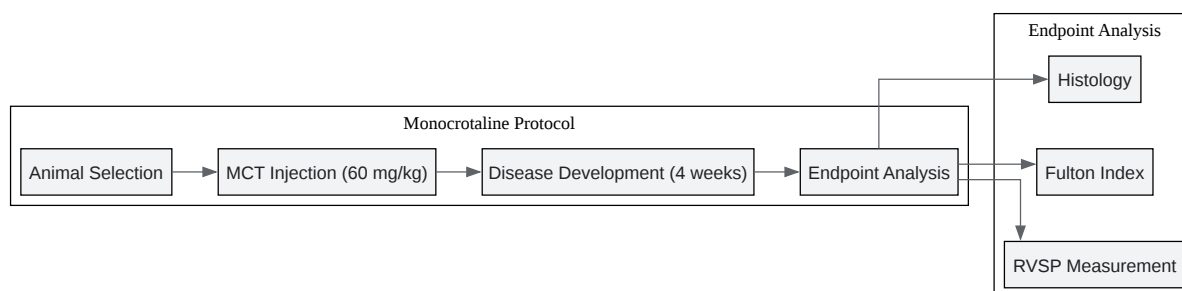 Monocrotaline Protocol
Animal Selection
MCT Injection (60 mg/kg)
Disease Development (4 weeks)
Endpoint Analysis
Endpoint Analysis
Histology
Fulton Index
RVSP Measurement